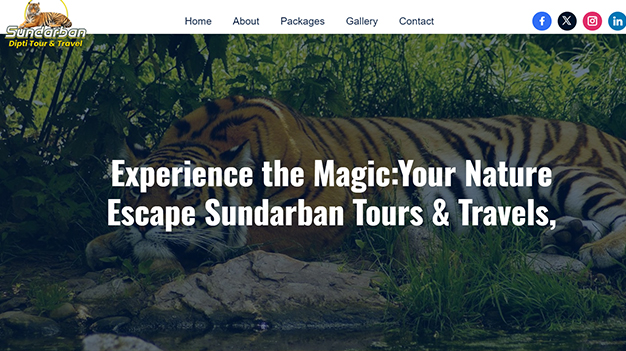 Sundarban
Dipti Tour & Travel
Home About Packages Gallery Contact
Experience the Magic:Your Nature
Escape Sundarban Tours & Travels,